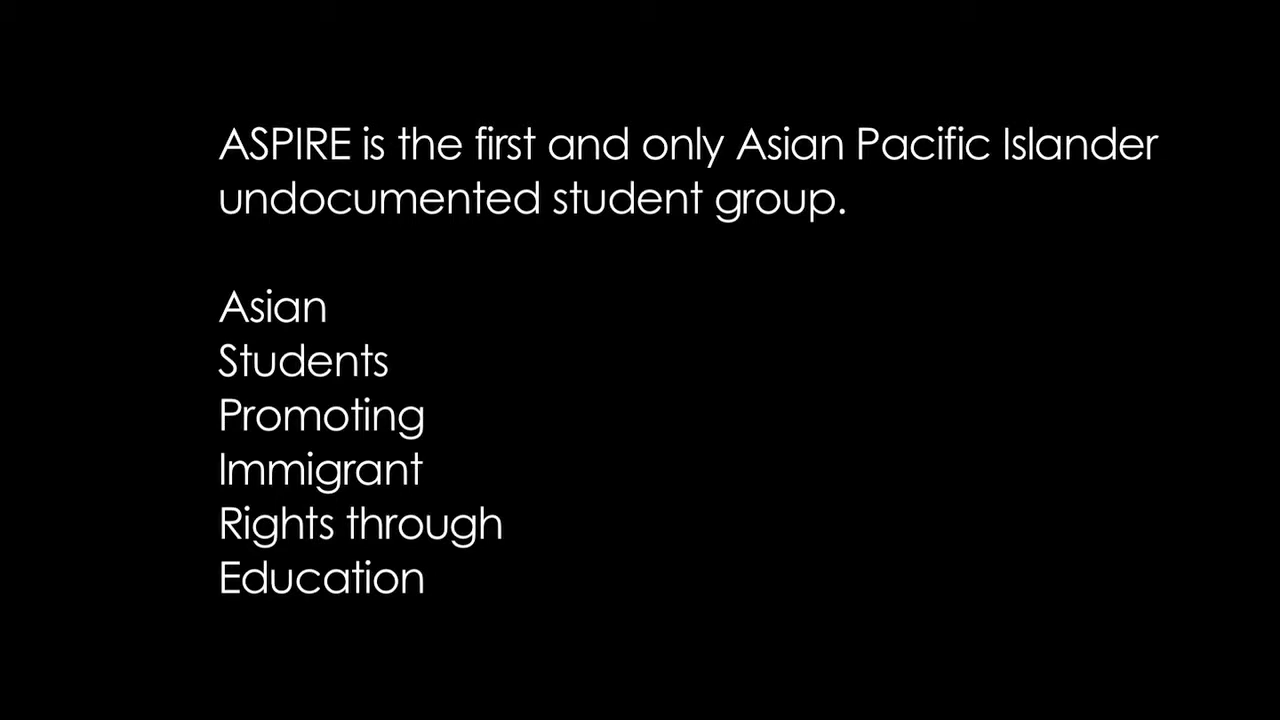 ASPIRE is the first and only Asian Pacific Islander
undocumented student group.
Asian
Students
Promoting
Immigrant
Rights through
Education